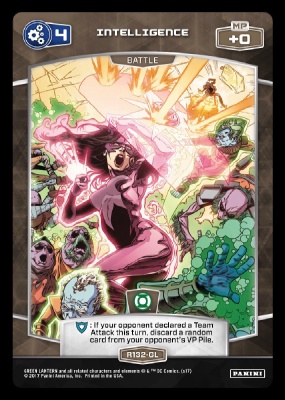 4
INTELLIGENCE
MP
+0
BATTLE
: If your opponent declared a Team
Attack this turn, discard a random
card from your opponent's VP Pile.
R132-GL
GREEN LANTERN and all related characters and elements © & ™ DC Comics. (s17)
© 2017 Panini America, Inc. Printed in the USA.
PANINI